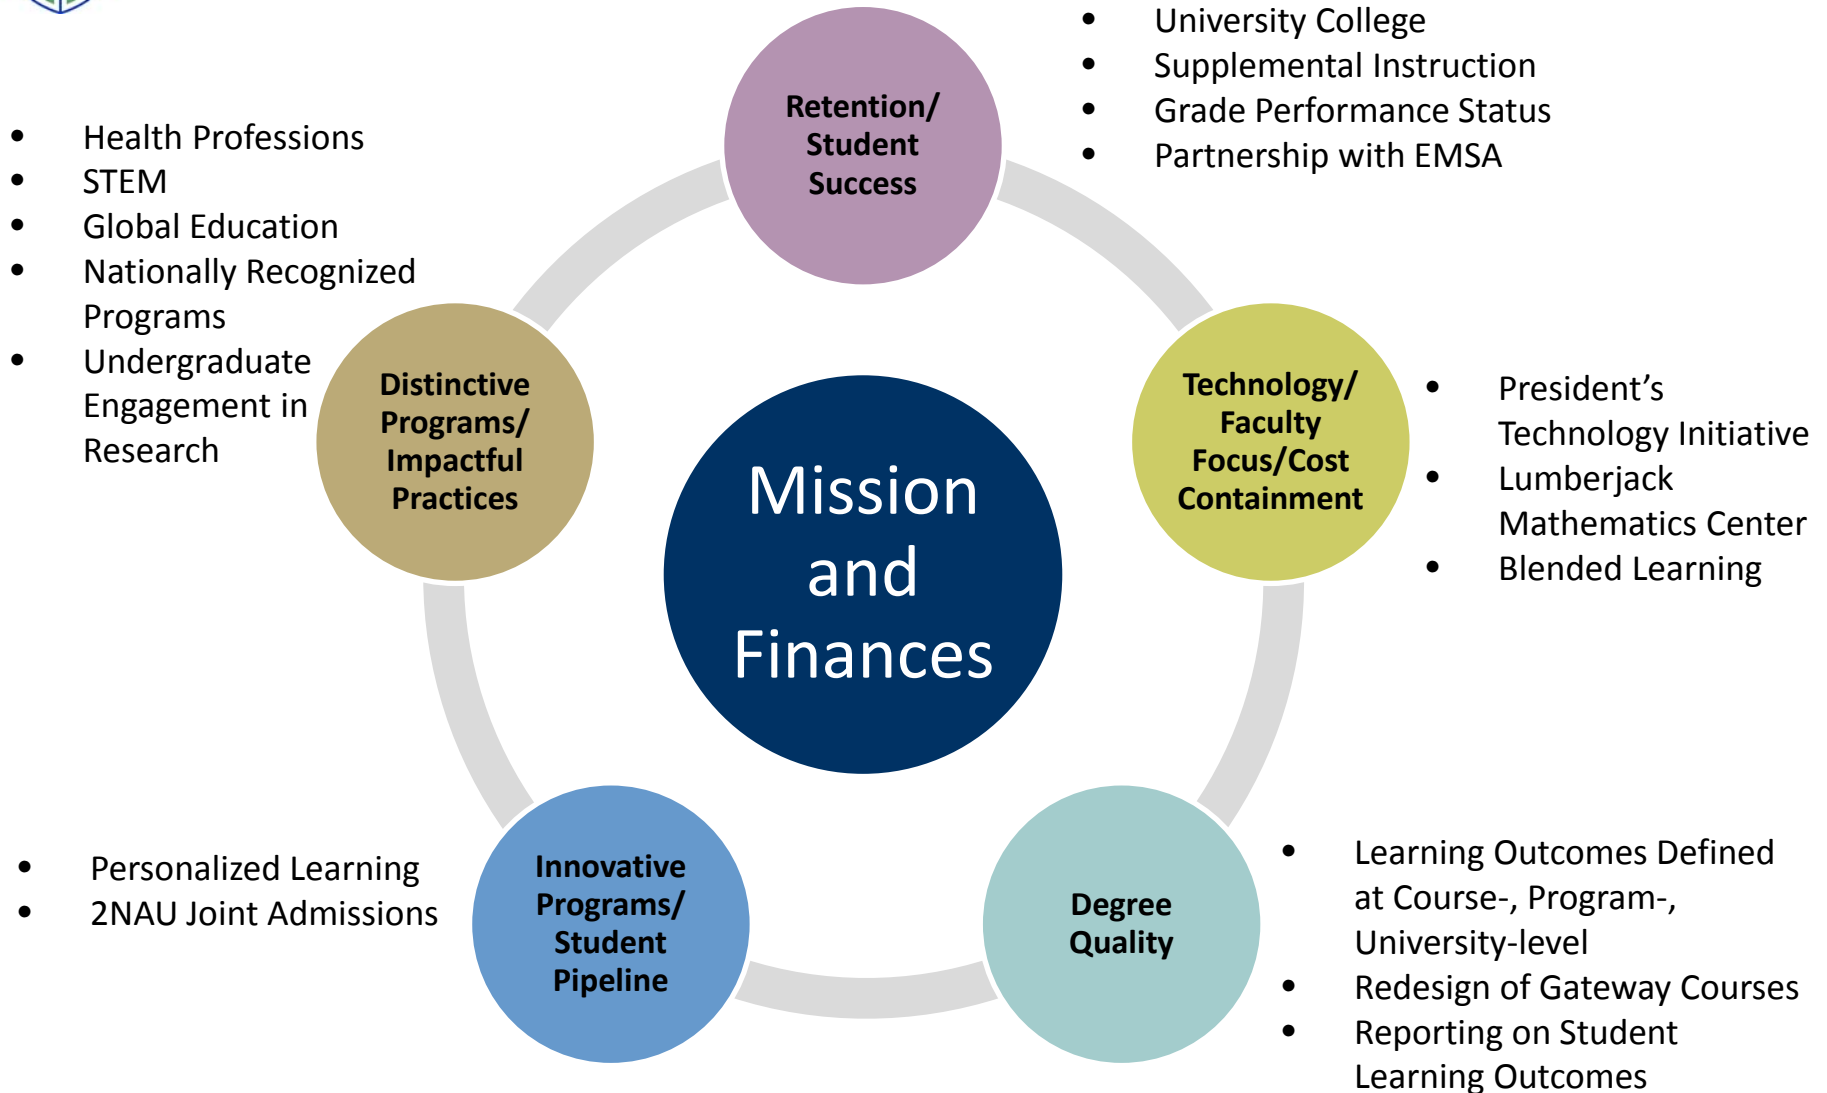 • University College
• Supplemental Instruction
• Grade Performance Status
• Partnership with EMSA
Retention/
Student
Success
• Health Professions
• STEM
• Global Education
• Nationally Recognized
Programs
• Undergraduate
Engagement in
Research
Distinctive
Programs/
Impactful
Practices
Technology/
Faculty
Focus/Cost
Containment
• President’s
Technology Initiative
• Lumberjack
Mathematics Center
• Blended Learning
Mission
and
Finances
• Personalized Learning
• 2NAU Joint Admissions
Innovative
Programs/
Student
Pipeline
Degree
Quality
• Learning Outcomes Defined
at Course-, Program-,
University-level
• Redesign of Gateway Courses
• Reporting on Student
Learning Outcomes